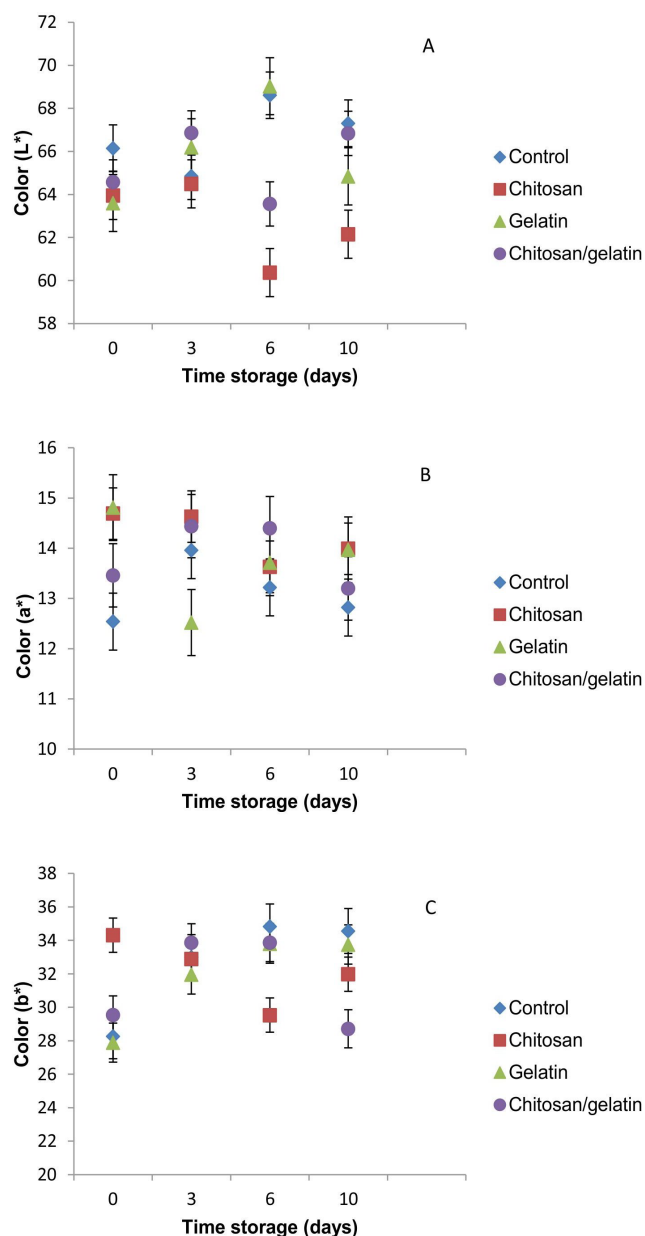 72
70
68
66
64
62
60
58
Color (L*)
A
0 3 6 10
Time storage (days)
Control
Chitosan
Gelatin
Chitosan/gelatin
16
15
14
13
12
11
10
Color (a*)
B
0 3 6 10
Time storage (days)
Control
Chitosan
Gelatin
Chitosan/gelatin
38
36
34
32
30
28
26
24
22
20
Color (b*)
C
0 3 6 10
Time storage (days)
Control
Chitosan
Gelatin
Chitosan/gelatin